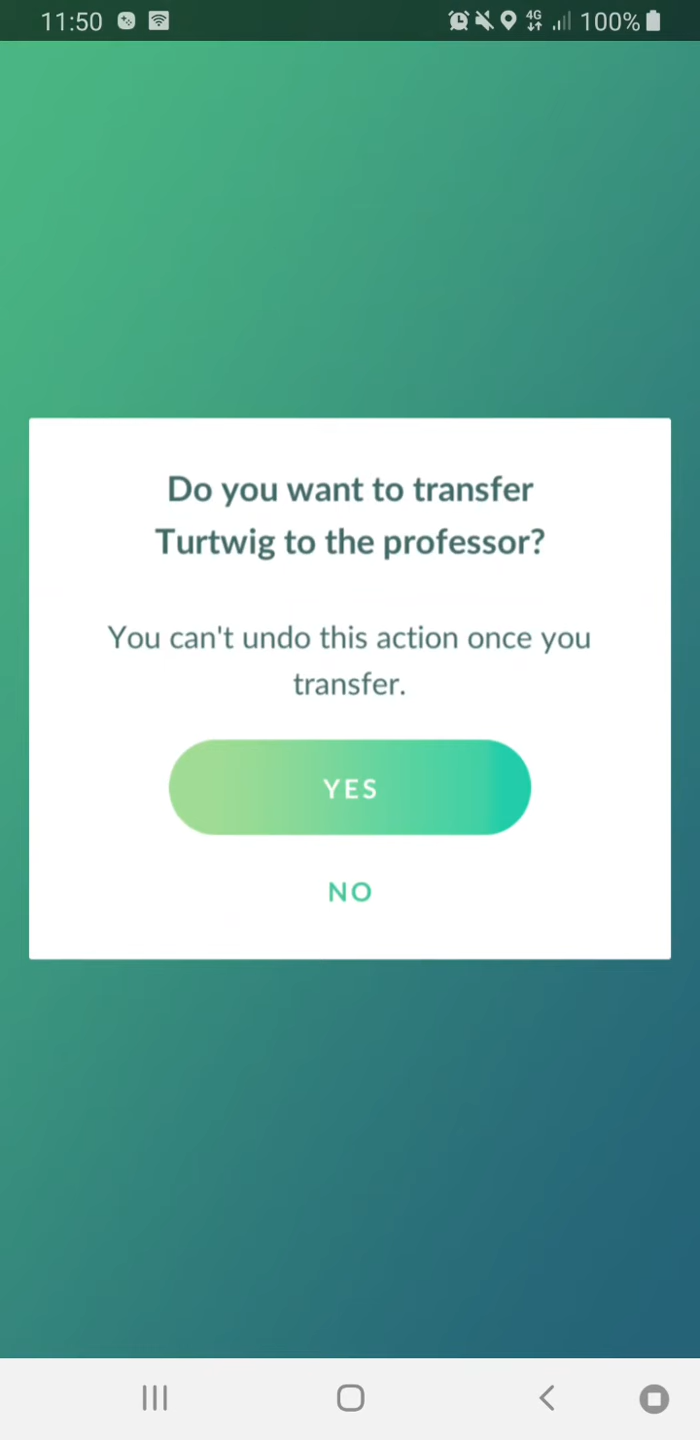 11:50 4G 100%
Do you want to transfer
Turtwig to the professor?
You can't undo this action once you
transfer.
YES
NO